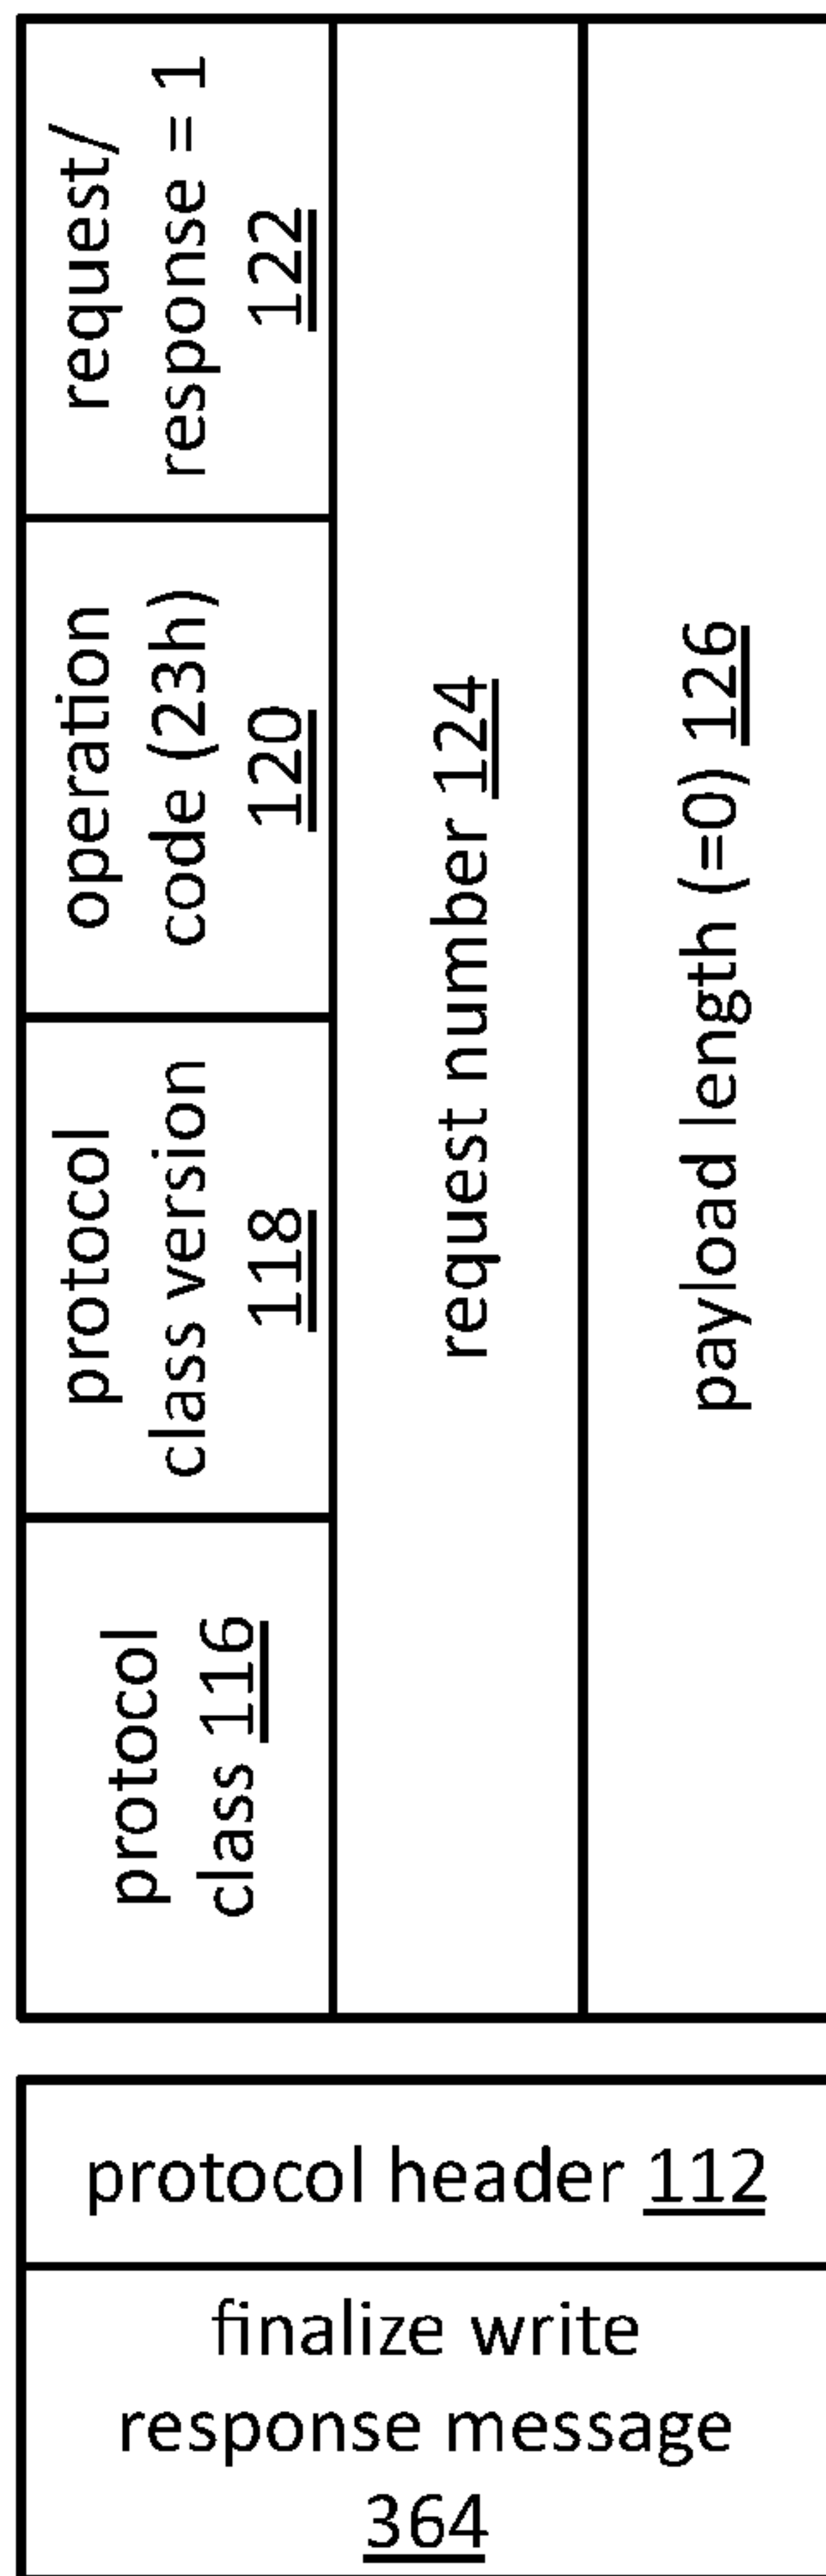 protocol
class 116
protocol
class version
118
operation
code (23h)
120
request/
response = 1
122
request number 124
payload length (=0) 126
protocol header 112
finalize write
response message
364